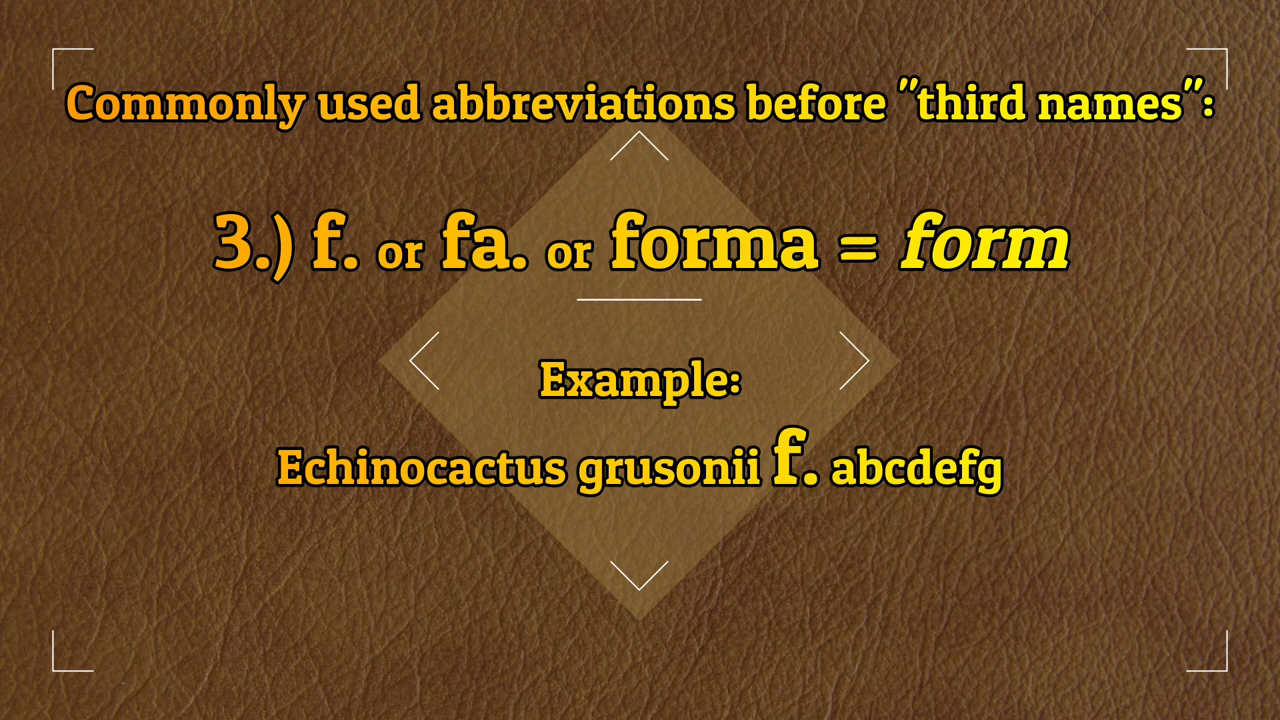 Commonly used abbreviations before "third names":
3.) f. or fa. or forma = form
Example:
Echinocactus grusonii f. abcdefg